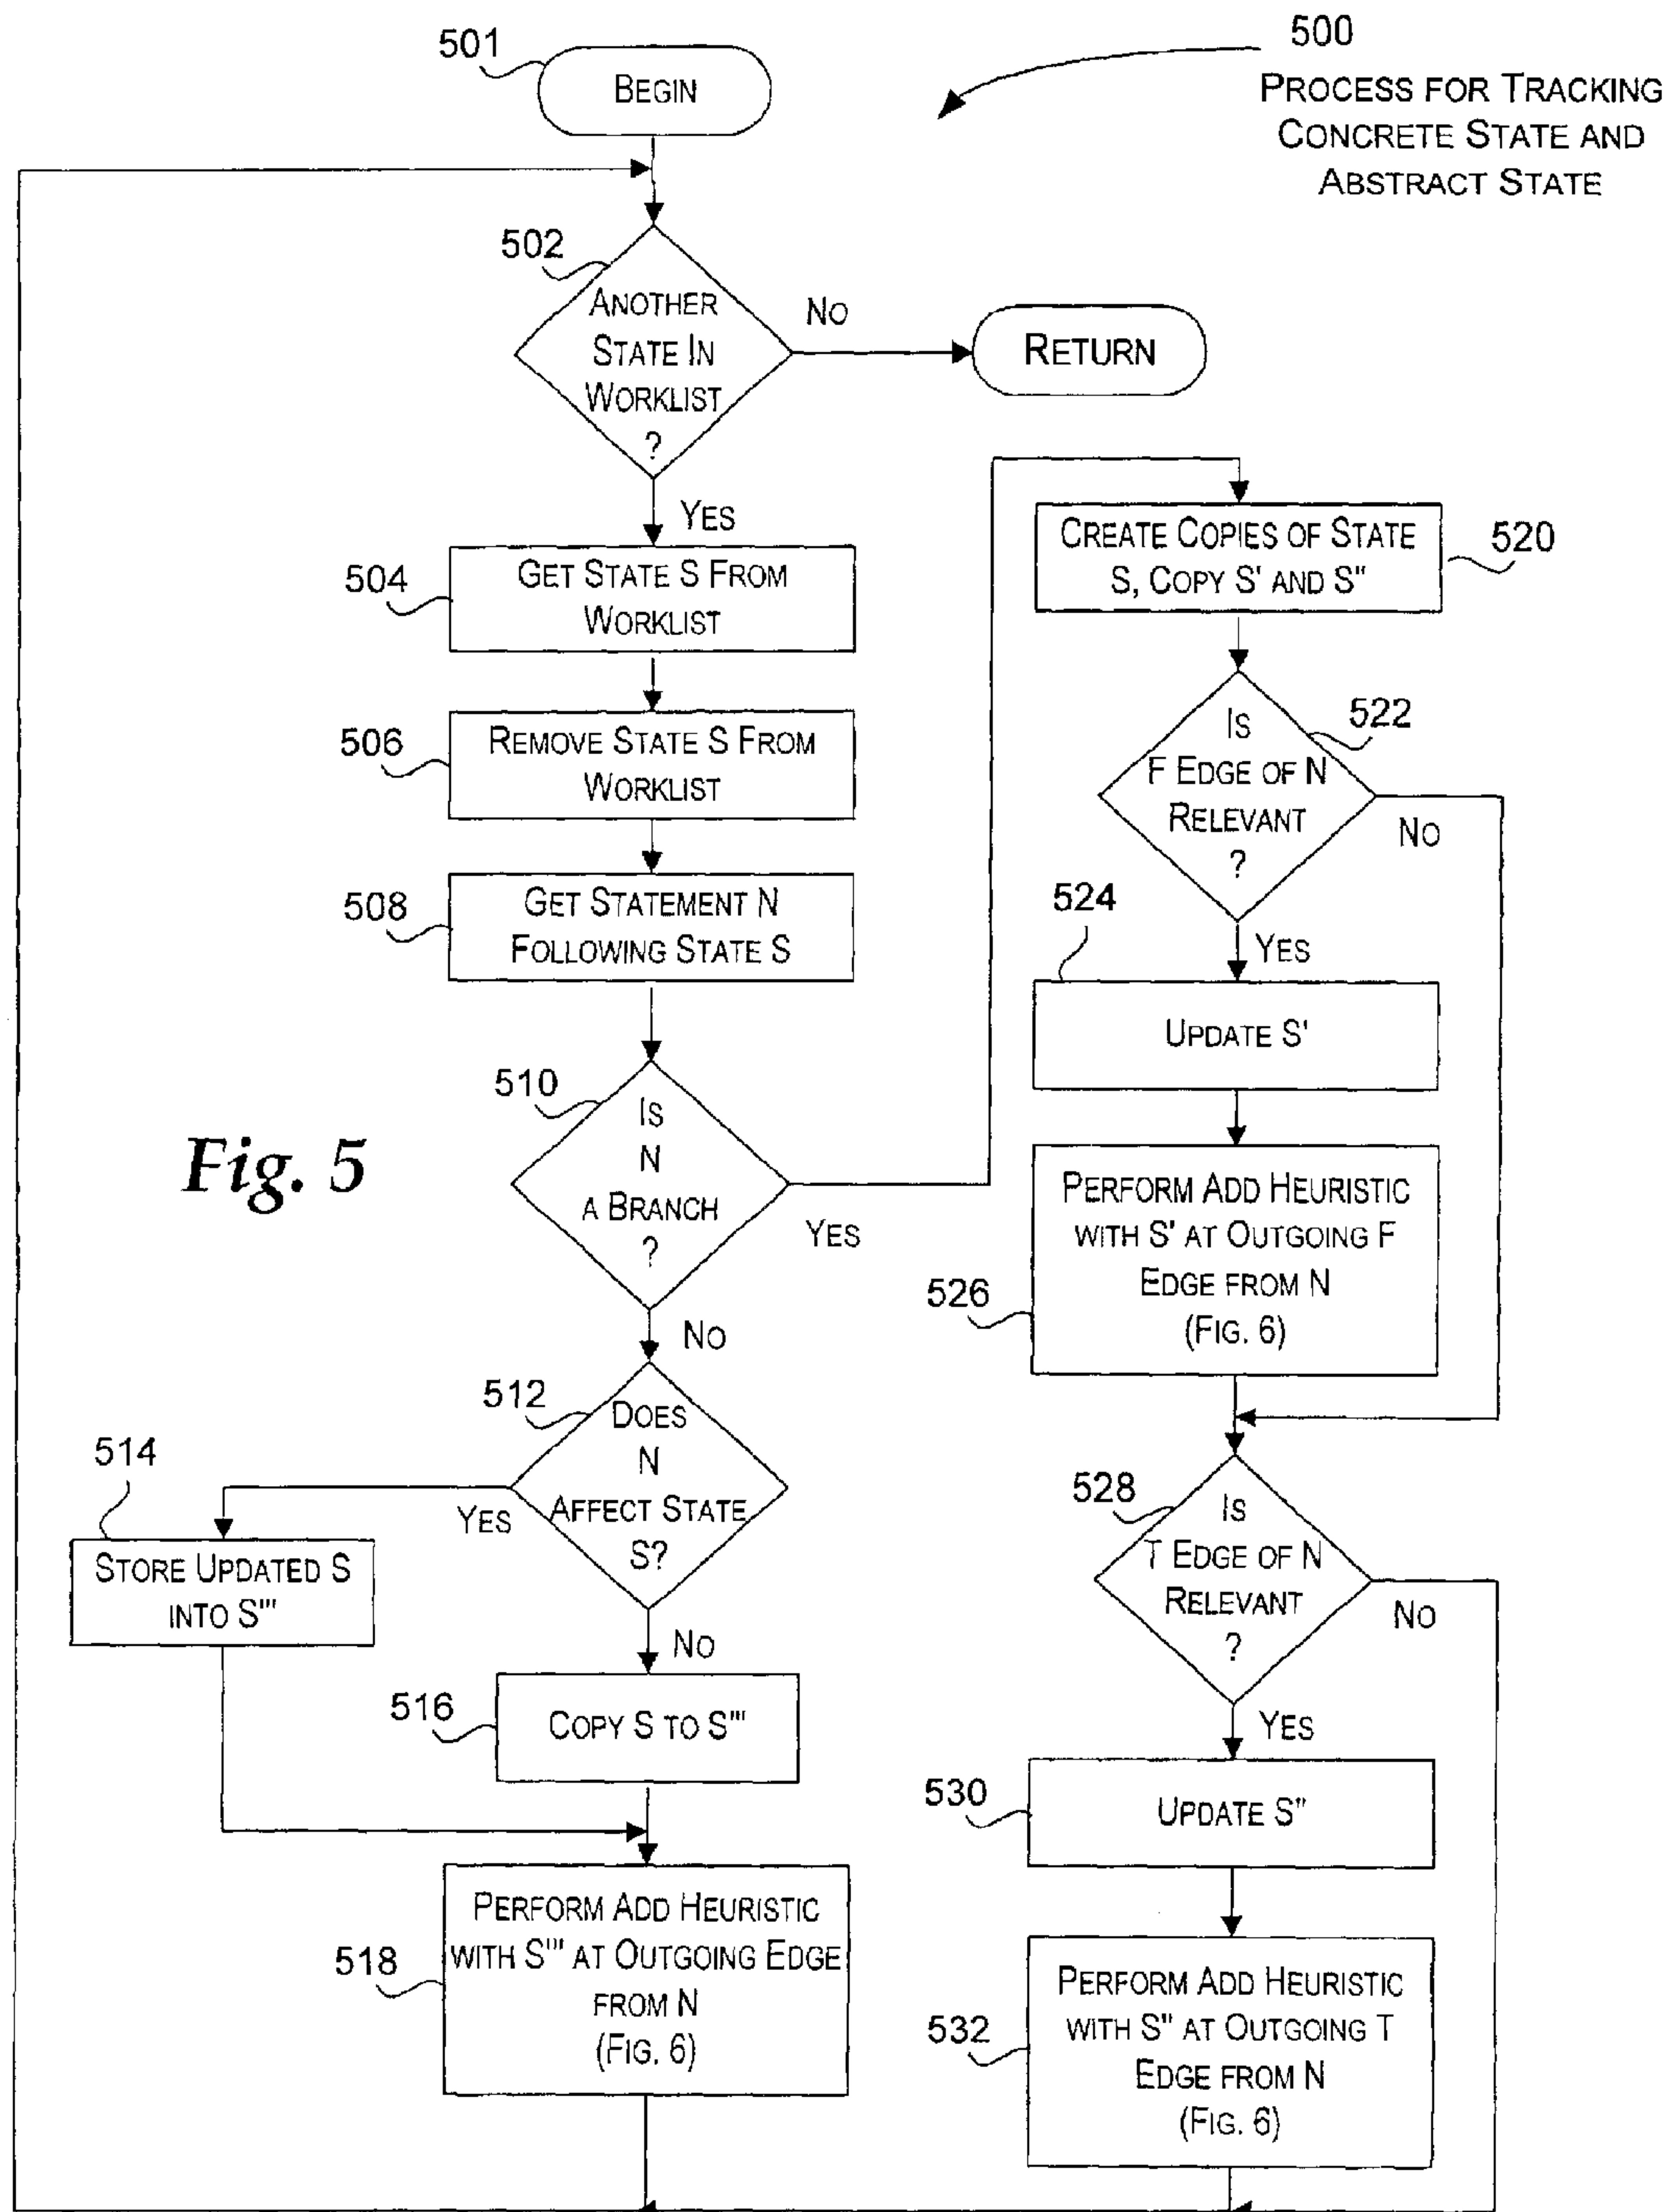 501
BEGIN
500
PROCESS FOR TRACKING
CONCRETE STATE AND
ABSTRACT STATE
502
ANOTHER
STATE IN
WORKLIST
?
NO
RETURN
YES
504
GET STATE S FROM
WORKLIST
506
REMOVE STATE S FROM
WORKLIST
508
GET STATEMENT N
FOLLOWING STATE S
510
IS
N
A BRANCH
?
YES
NO
Fig. 5
512
DOES
N
AFFECT STATE
S?
YES
NO
514
STORE UPDATED S
INTO S'''
516
COPY S TO S'''
518
PERFORM ADD HEURISTIC
WITH S''' AT OUTGOING EDGE
FROM N
(FIG. 6)
520
CREATE COPIES OF STATE
S, COPY S' AND S''
522
IS
F EDGE OF N
RELEVANT
?
NO
YES
524
UPDATE S'
526
PERFORM ADD HEURISTIC
WITH S' AT OUTGOING F
EDGE FROM N
(FIG. 6)
528
IS
T EDGE OF N
RELEVANT
?
NO
YES
530
UPDATE S''
532
PERFORM ADD HEURISTIC
WITH S'' AT OUTGOING T
EDGE FROM N
(FIG. 6)